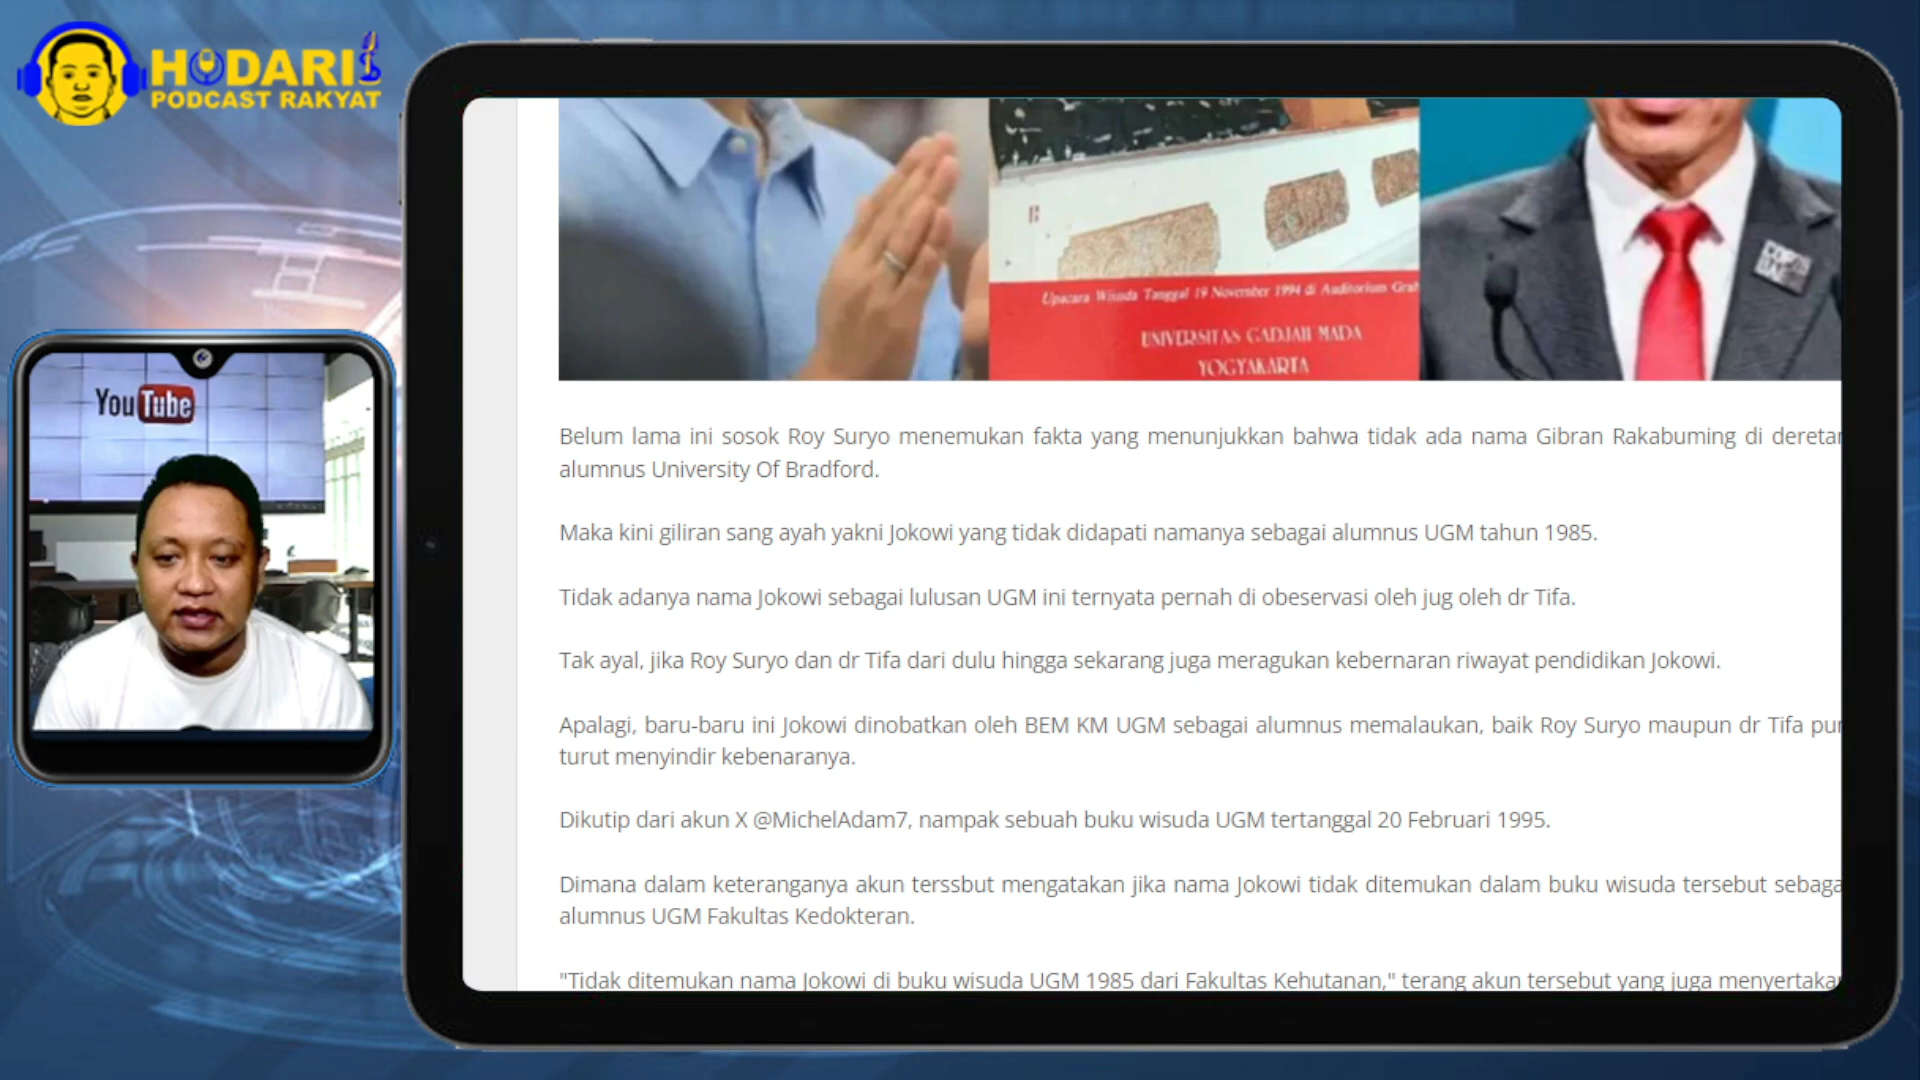 HODARI
PODCAST RAKYAT
YouTube
Upacara Wisuda Tanggal 19 November 1994 di Auditorium Grah
UNIVERSITAS GADJAH MADA
YOGYAKARTA
Belum lama ini sosok Roy Suryo menemukan fakta yang menunjukkan bahwa tidak ada nama Gibran Rakabuming di deretan
alumnus University Of Bradford.
Maka kini giliran sang ayah yakni Jokowi yang tidak didapati namanya sebagai alumnus UGM tahun 1985.
Tidak adanya nama Jokowi sebagai lulusan UGM ini ternyata pernah di obeservasi oleh jug oleh dr Tifa.
Tak ayal, jika Roy Suryo dan dr Tifa dari dulu hingga sekarang juga meragukan kebernaran riwayat pendidikan Jokowi.
Apalagi, baru-baru ini Jokowi dinobatkan oleh BEM KM UGM sebagai alumnus memalaukan, baik Roy Suryo maupun dr Tifa pun
turut menyindir kebenaranya.
Dikutip dari akun X @MichelAdam7, nampak sebuah buku wisuda UGM tertanggal 20 Februari 1995.
Dimana dalam keteranganya akun terssbut mengatakan jika nama Jokowi tidak ditemukan dalam buku wisuda tersebut sebaga
alumnus UGM Fakultas Kedokteran.
"Tidak ditemukan nama Jokowi di buku wisuda UGM 1985 dari Fakultas Kehutanan," terang akun tersebut yang juga menyertakan